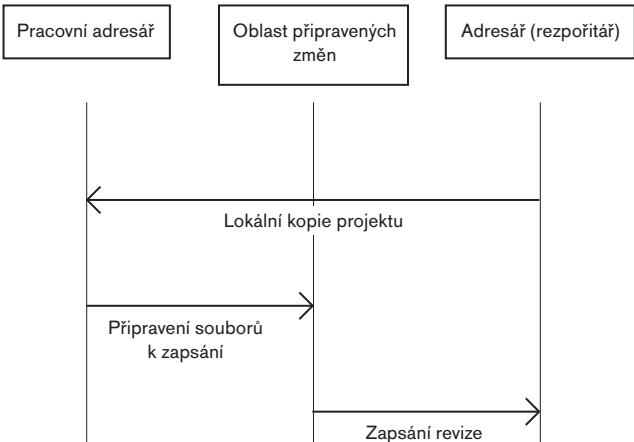 Pracovní adresář
Oblast připravených
změn
Adresář (rezpořitář)
Lokální kopie projektu
Připravení souborů
k zapsání
Zapsání revize